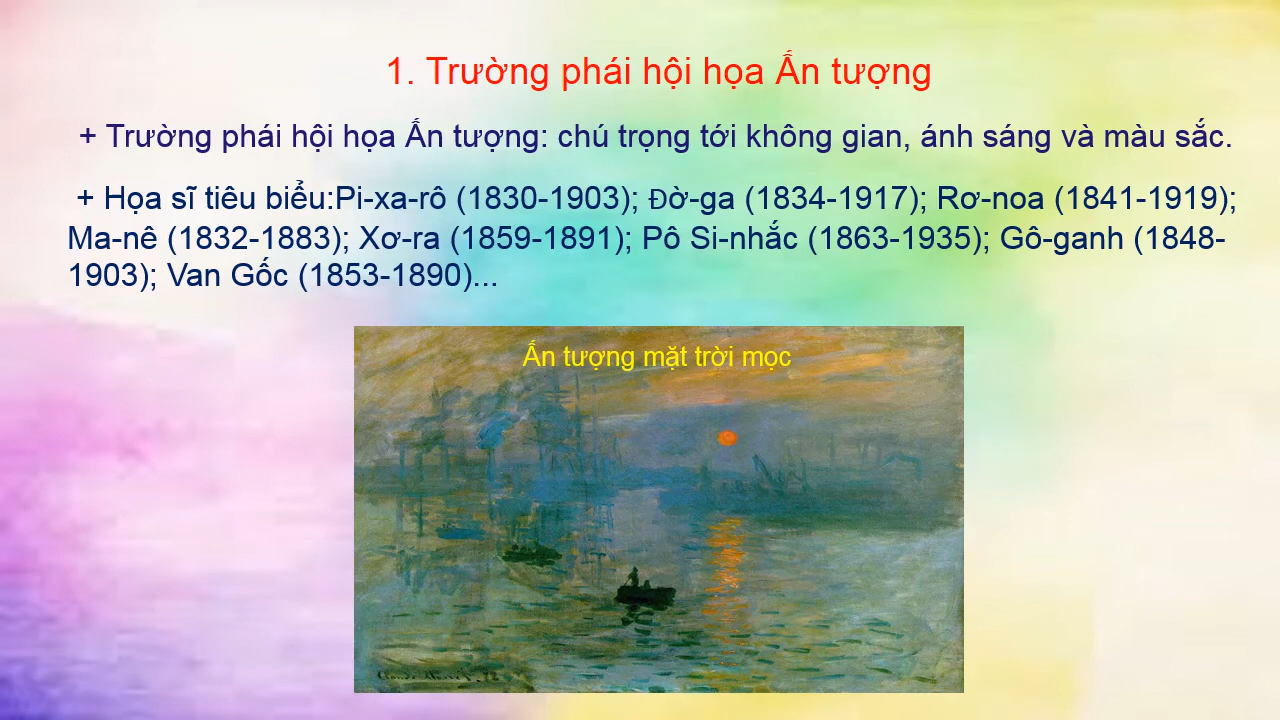 1. Trường phái hội họa Ấn tượng
+ Trường phái hội họa Ấn tượng: chú trọng tới không gian, ánh sáng và màu sắc.
+ Họa sĩ tiêu biểu:Pi-xa-rô (1830-1903); Đờ-ga (1834-1917); Rơ-noa (1841-1919);
Ma-nê (1832-1883); Xơ-ra (1859-1891); Pô Si-nhắc (1863-1935); Gô-ganh (1848-
1903); Van Gốc (1853-1890)...
Ấn tượng mặt trời mọc
Claude Monet